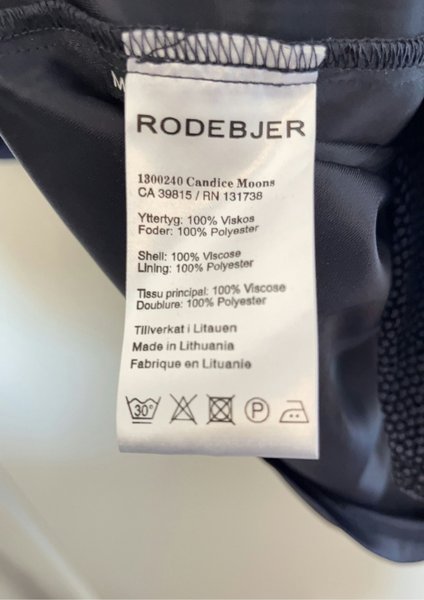 M
RODEBJER
1300240 Candice Moons
CA 39815 / RN 131738
Yttertyg: 100% Viskos
Foder: 100% Polyester
Shell: 100% Viscose
Lining: 100% Polyester
Tissu principal: 100% Viscose
Doublure: 100% Polyester
Tillverkat i Litauen
Made in Lithuania
Fabrique en Lituanie
30° P